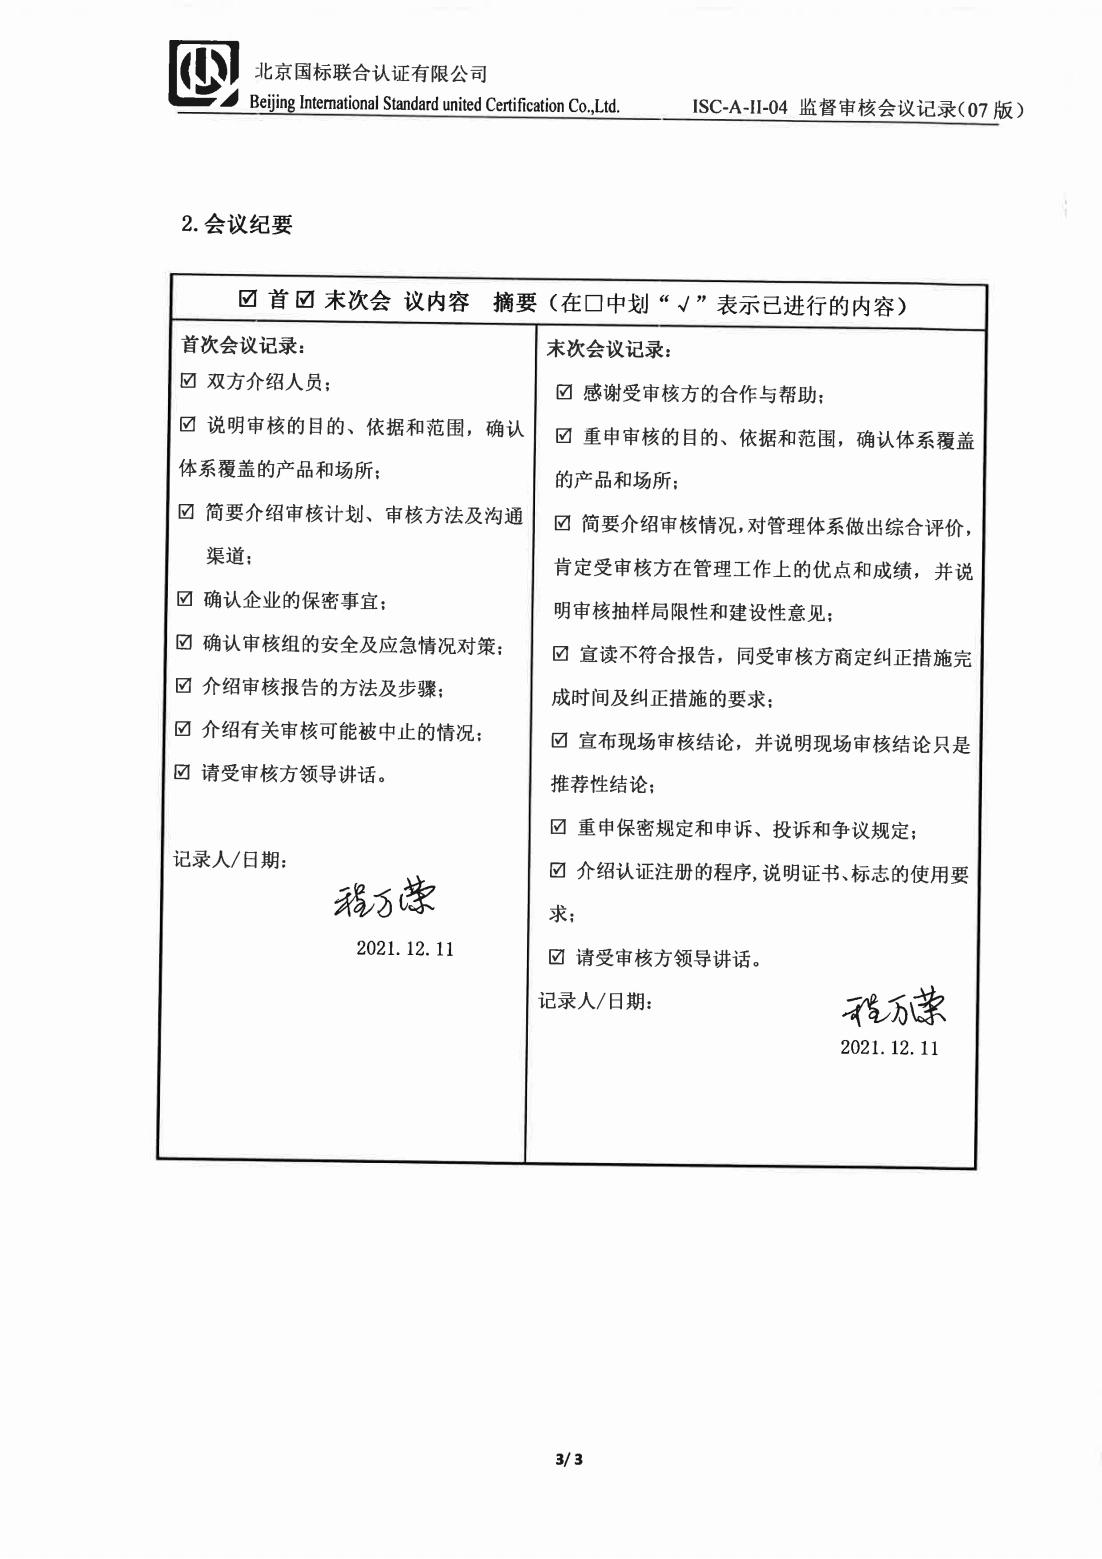 北京国标联合认证有限公司
Beijing International Standard united Certification Co.,Ltd. ISC-A-II-04 监督审核会议记录(07 版)
2.会议纪要
☑ 首 ☑ 末次会 议内容 摘要（在□中划“√”表示已进行的内容）
首次会议记录:
☑ 双方介绍人员;
☑ 说明审核的目的、依据和范围，确认
体系覆盖的产品和场所;
☑ 简要介绍审核计划、审核方法及沟通
渠道;
☑ 确认企业的保密事宜;
☑ 确认审核组的安全及应急情况对策;
☑ 介绍审核报告的方法及步骤;
☑ 介绍有关审核可能被中止的情况;
☑ 请受审核方领导讲话。
记录人/日期:
程万荣
2021.12.11
末次会议记录:
☑ 感谢受审核方的合作与帮助;
☑ 重申审核的目的、依据和范围，确认体系覆盖
的产品和场所;
☑ 简要介绍审核情况,对管理体系做出综合评价,
肯定受审核方在管理工作上的优点和成绩，并说
明审核抽样局限性和建设性意见;
☑ 宣读不符合报告，同受审核方商定纠正措施完
成时间及纠正措施的要求;
☑ 宣布现场审核结论，并说明现场审核结论只是
推荐性结论;
☑ 重申保密规定和申诉、投诉和争议规定;
☑ 介绍认证注册的程序,说明证书、标志的使用要
求;
☑ 请受审核方领导讲话。
记录人/日期:
程万荣
2021.12.11
3/ 3